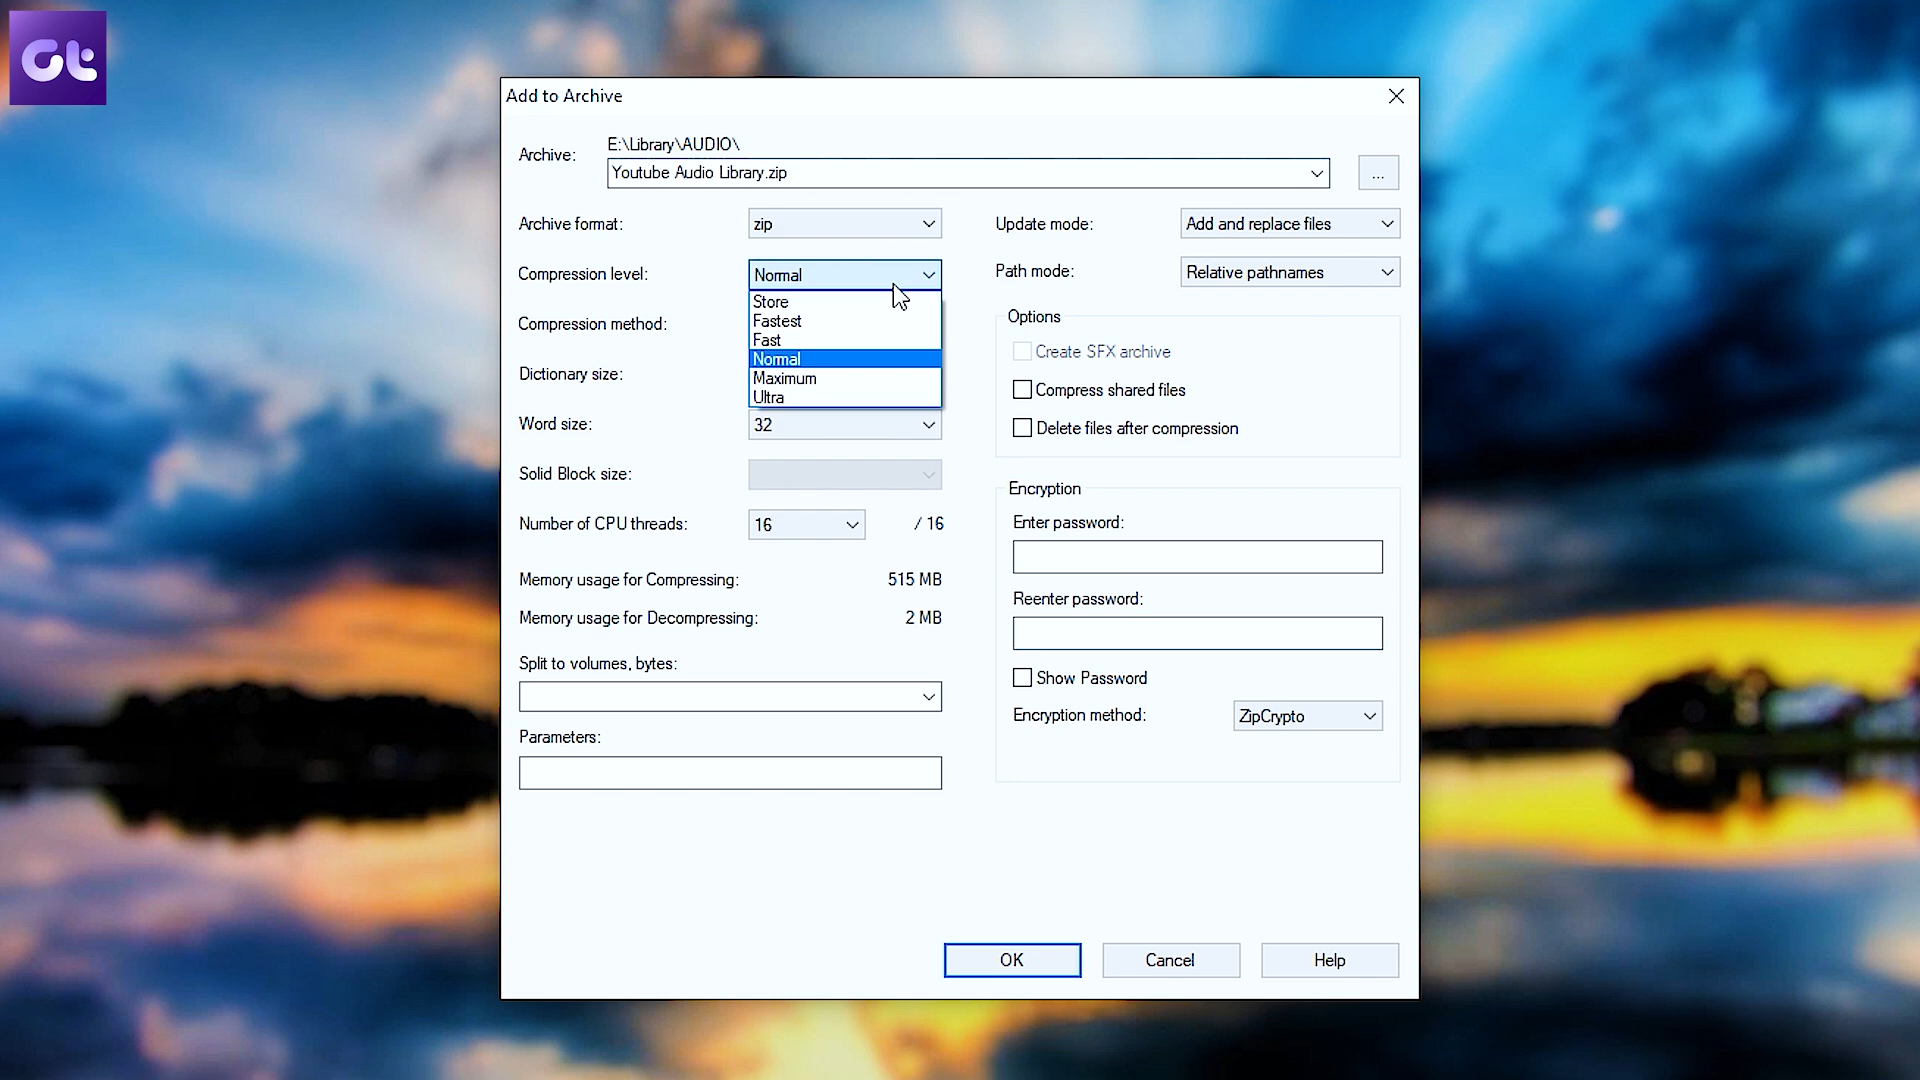 Gt
Add to Archive
Archive:
E:\Library\AUDIO\
Youtube Audio Library.zip
...
Archive format:
zip
Compression level:
Normal
Store
Fastest
Fast
Normal
Maximum
Ultra
Compression method:
Dictionary size:
Word size:
32
Solid Block size:
Number of CPU threads:
16
/ 16
Memory usage for Compressing:
515 MB
Memory usage for Decompressing:
2 MB
Split to volumes, bytes:
Parameters:
Update mode:
Add and replace files
Path mode:
Relative pathnames
Options
Create SFX archive
Compress shared files
Delete files after compression
Encryption
Enter password:
Reenter password:
Show Password
Encryption method:
ZipCrypto
OK
Cancel
Help